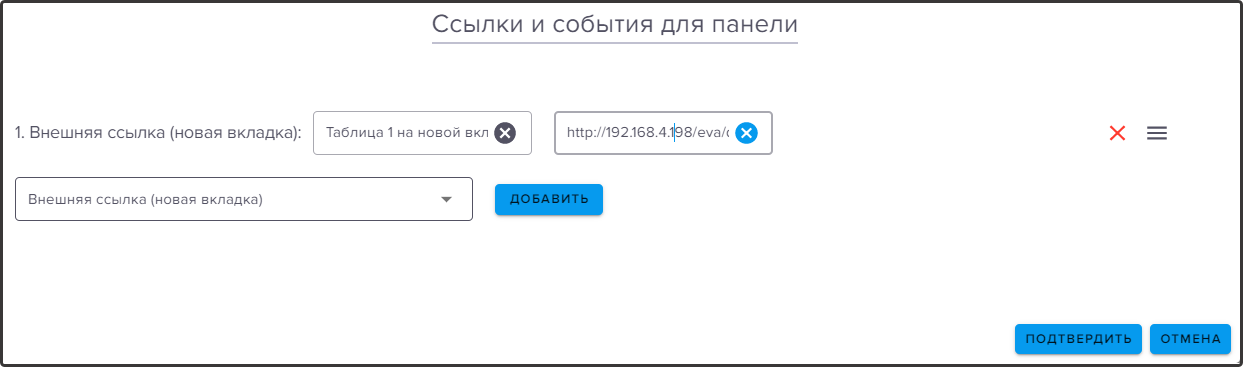 Ссылки и события для панели
1. Внешняя ссылка (новая вкладка): Таблица 1 на новой вкл http://192.168.4.198/eva/
Внешняя ссылка (новая вкладка) ДОБАВИТЬ
ПОДТВЕРДИТЬ ОТМЕНА